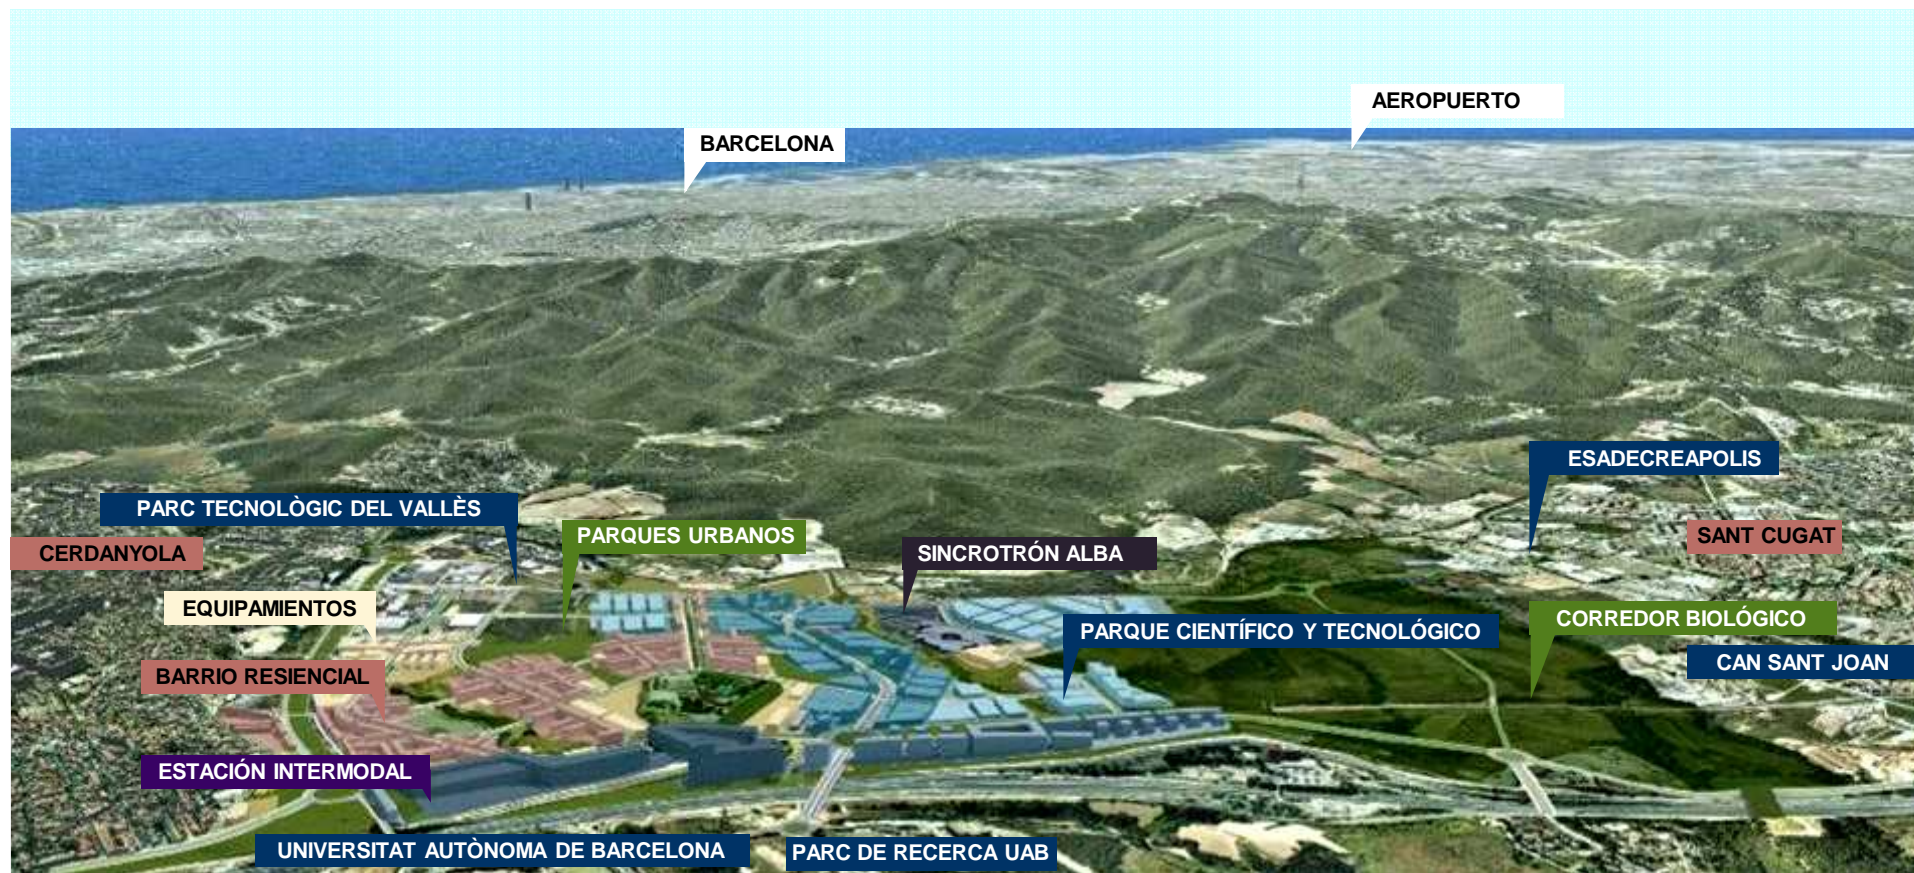 AEROPUERTO
BARCELONA
ESADECREAPOLIS
PARC TECNOLÒGIC DEL VALLÈS
PARQUES URBANOS
SANT CUGAT
CERDANYOLA
SINCROTRÓN ALBA
EQUIPAMIENTOS
CORREDOR BIOLÓGICO
PARQUE CIENTÍFICO Y TECNOLÓGICO
CAN SANT JOAN
BARRIO RESIENCIAL
ESTACIÓN INTERMODAL
UNIVERSITAT AUTÒNOMA DE BARCELONA
PARC DE RECERCA UAB